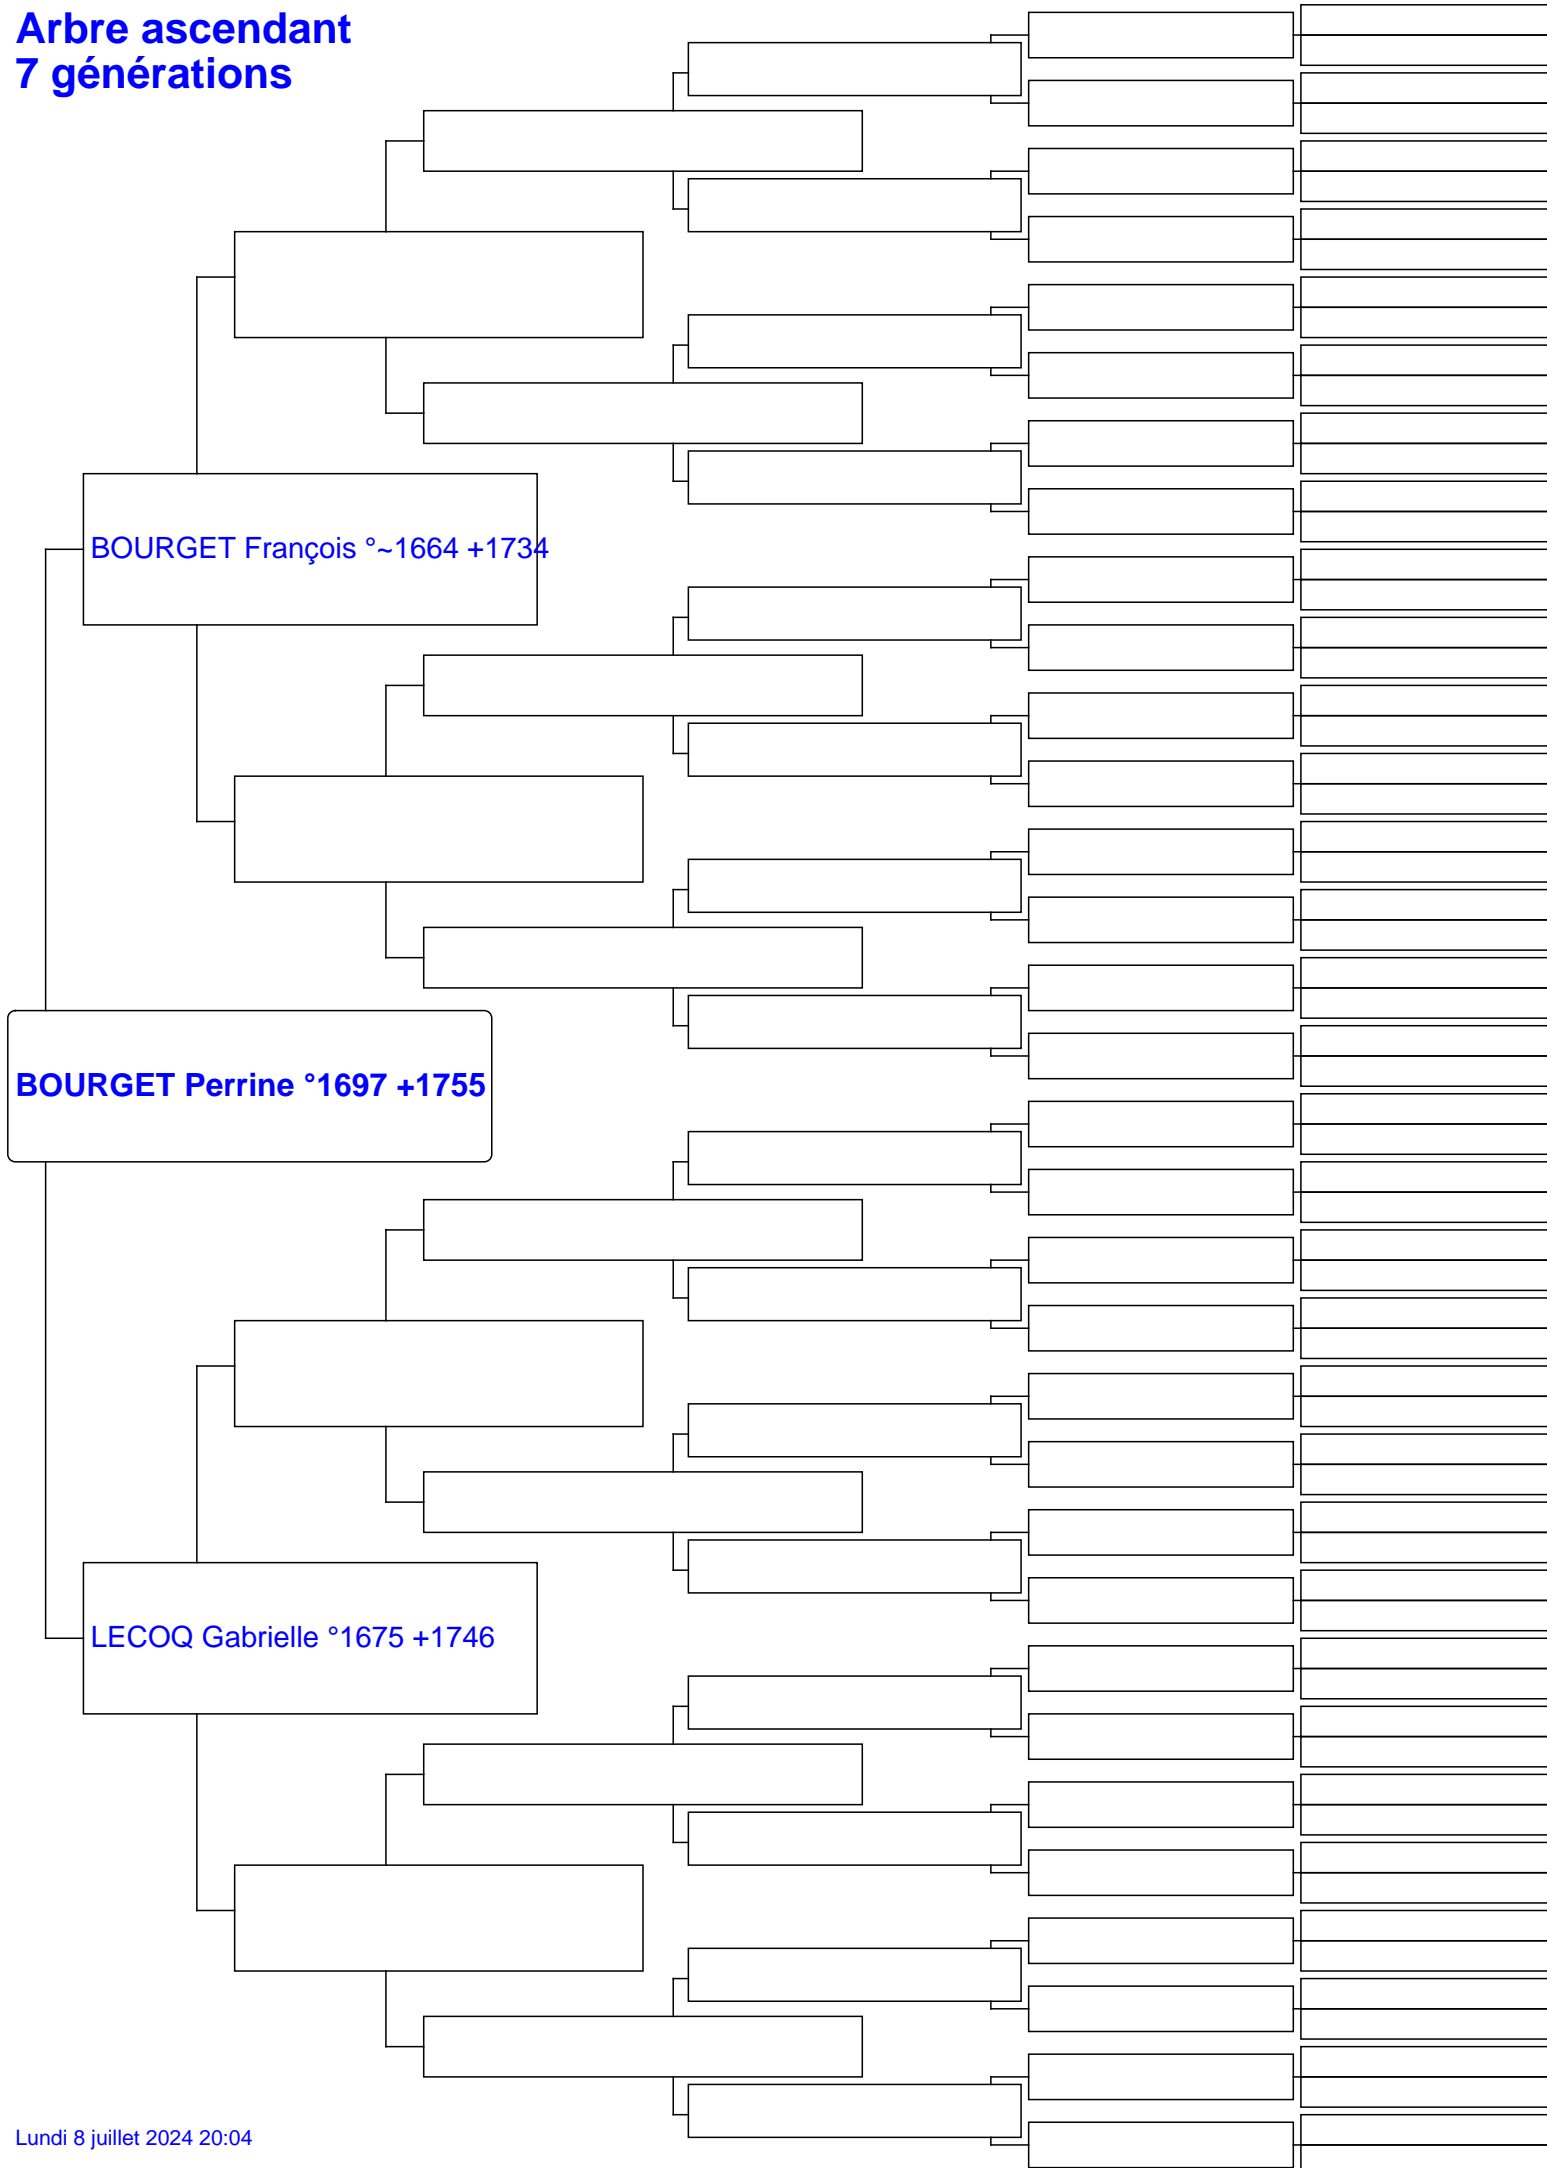 Arbre ascendant
7 générations
BOURGET François °~1664 +1734
BOURGET Perrine °1697 +1755
LECOQ Gabrielle °1675 +1746
Lundi 8 juillet 2024 20:04